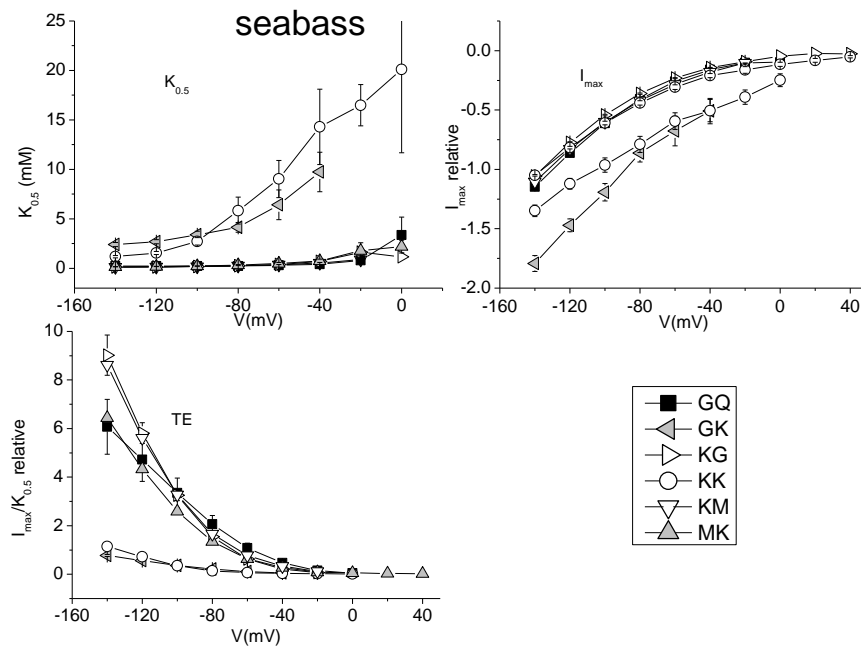 seabass
25
20
15
10
5
0
K0.5 (mM)
K0.5
-160 -120 -80 -40 0
V(mV)
0.0
-0.5
-1.0
-1.5
-2.0
Imax relative
Imax
-160 -120 -80 -40 0 40
V(mV)
10
8
6
4
2
0
Imax/K0.5 relative
TE
-160 -120 -80 -40 0 40
V(mV)
GQ
GK
KG
KK
KM
MK